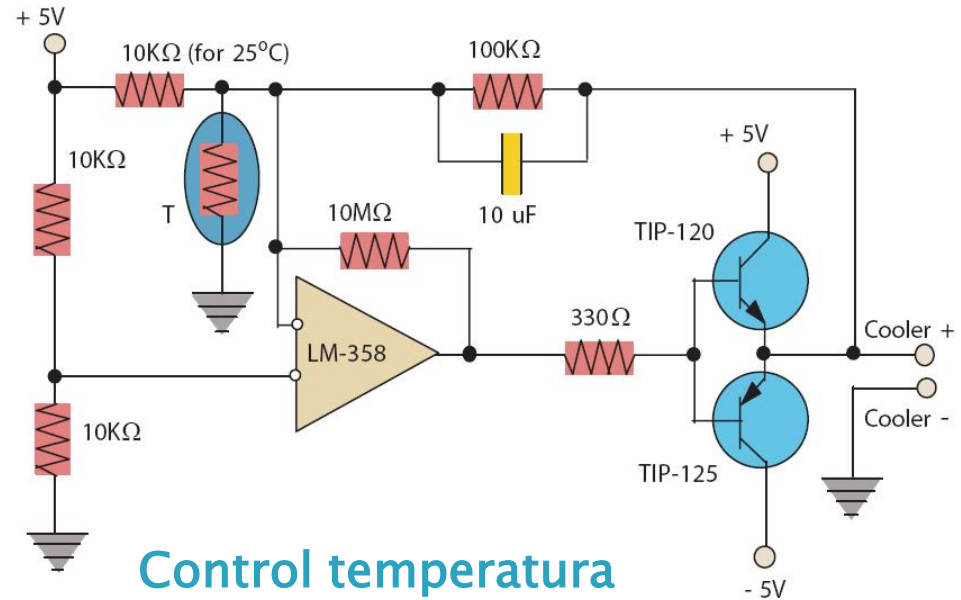 + 5V
10KΩ (for 25°C)
100KΩ
10KΩ
T
10 uF
+ 5V
10MΩ
TIP-120
330Ω
Cooler +
LM-358
10KΩ
Cooler -
TIP-125
Control temperatura
- 5V